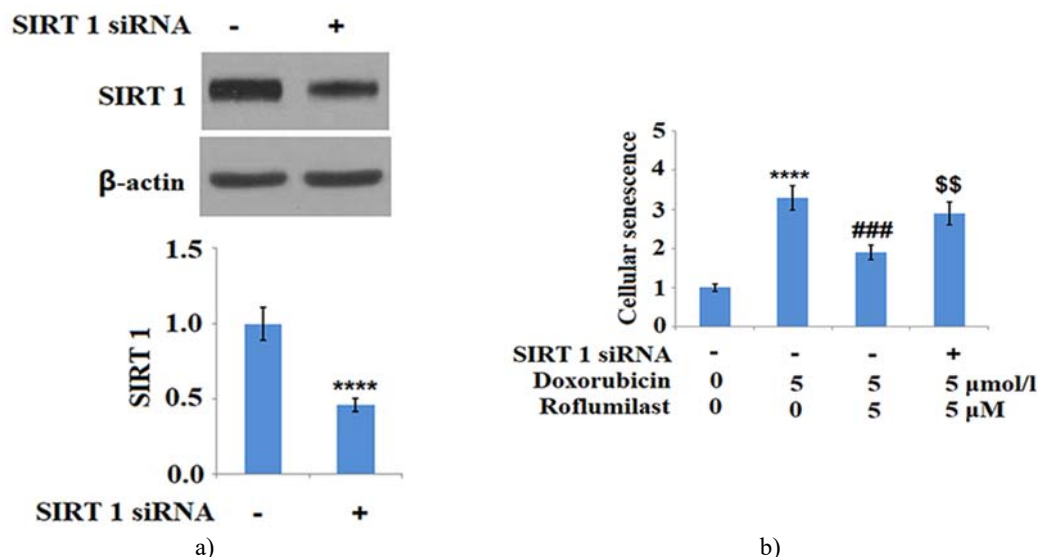 SIRT 1 siRNA - +
SIRT 1
β-actin
1.5
1.0
0.5
0.0
SIRT 1
****
SIRT 1 siRNA - +
a)
5
4
3
2
1
0
Cellular senescence
****
###
$$
SIRT 1 siRNA - - - +
Doxorubicin 0 5 5 5 μmol/l
Roflumilast 0 0 5 5 μM
b)